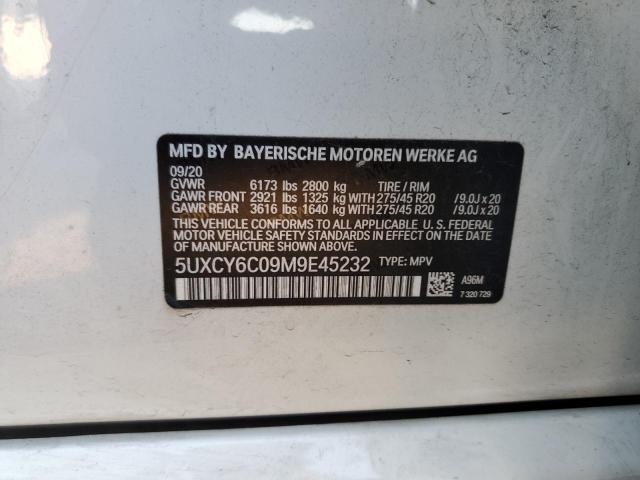 MFD BY BAYERISCHE MOTOREN WERKE AG
09/20
GVWR 6173 lbs 2800 kg TIRE / RIM
GAWR FRONT 2921 lbs 1325 kg WITH 275/45 R20 /9.0J x 20
GAWR REAR 3616 lbs 1640 kg WITH 275/45 R20 /9.0J x 20
THIS VEHICLE CONFORMS TO ALL APPLICABLE U. S. FEDERAL
MOTOR VEHICLE SAFETY STANDARDS IN EFFECT
ON THE DATE OF MANUFACTURE SHOWN ABOVE.
5UXCY6C09M9E45232 TYPE: MPV
A96M
7 320 729